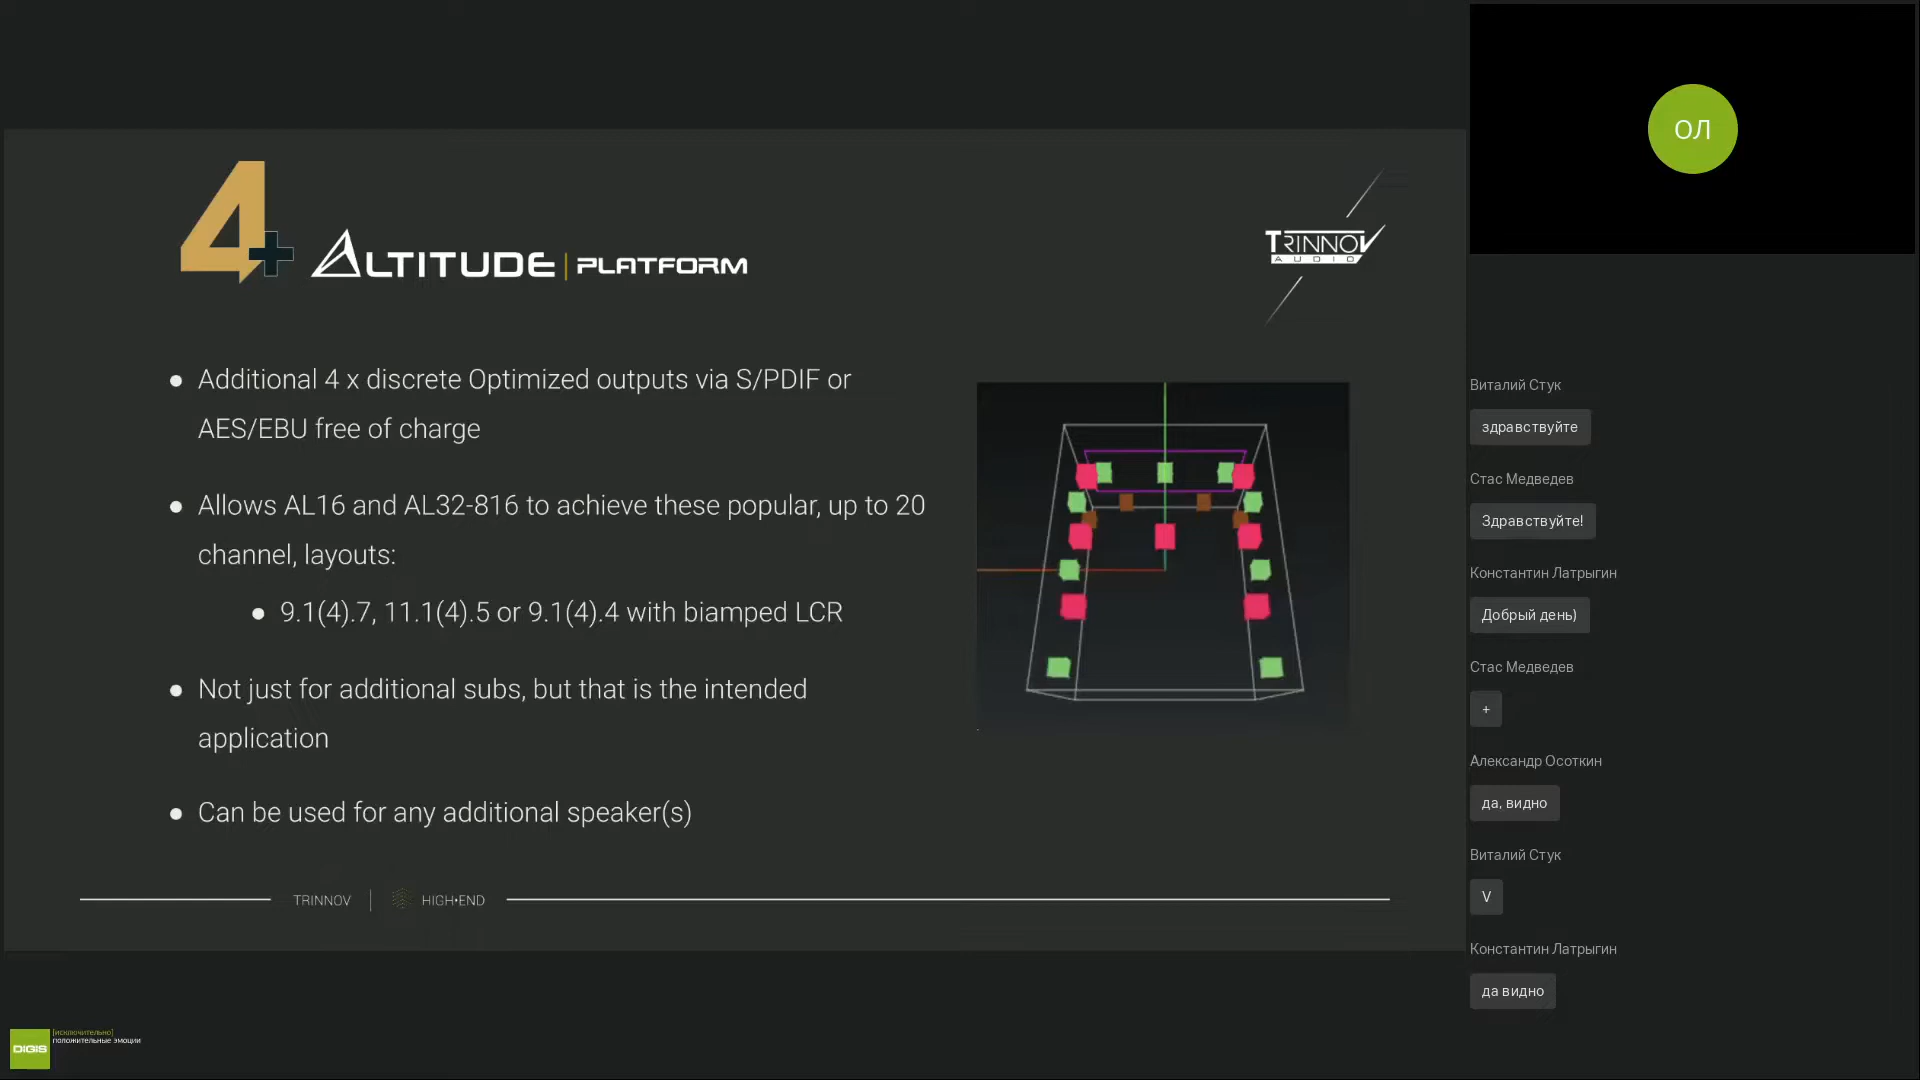 4+ ALTITUDE | PLATFORM
TRINNOV
AUDIO
● Additional 4 x discrete Optimized outputs via S/PDIF or
AES/EBU free of charge
● Allows AL16 and AL32-816 to achieve these popular, up to 20
channel, layouts:
● 9.1(4).7, 11.1(4).5 or 9.1(4).4 with biamped LCR
● Not just for additional subs, but that is the intended
application
● Can be used for any additional speaker(s)
TRINNOV | HIGH•END
DIGIS
[исключительно]
положительные эмоции
ОЛ
Виталий Стук
здравствуйте
Стас Медведев
Здравствуйте!
Константин Латрыгин
Добрый день)
Стас Медведев
+
Александр Осоткин
да, видно
Виталий Стук
V
Константин Латрыгин
да видно